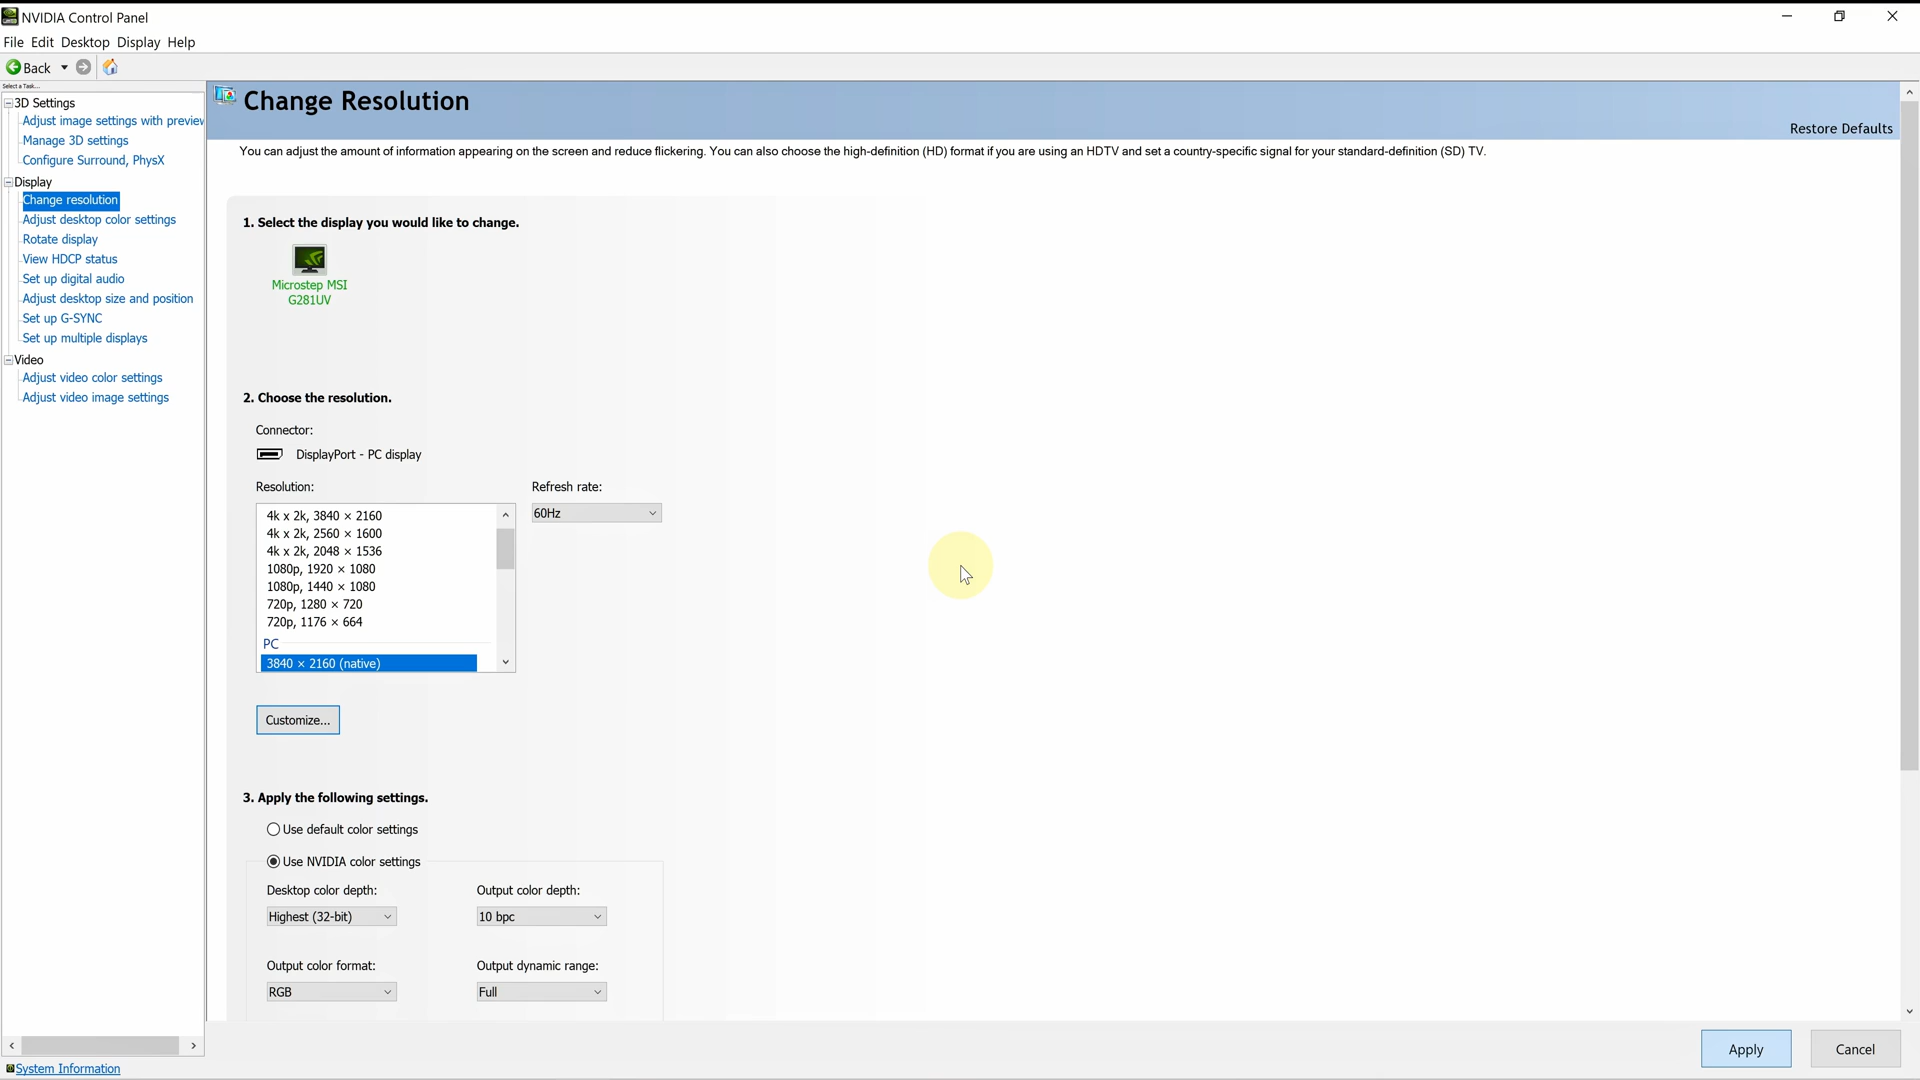 NVIDIA Control Panel
File Edit Desktop Display Help
Back
Select a Task...
3D Settings
Adjust image settings with preview
Manage 3D settings
Configure Surround, PhysX
Display
Change resolution
Adjust desktop color settings
Rotate display
View HDCP status
Set up digital audio
Adjust desktop size and position
Set up G-SYNC
Set up multiple displays
Video
Adjust video color settings
Adjust video image settings
System Information
Change Resolution
Restore Defaults
You can adjust the amount of information appearing on the screen and reduce flickering. You can also choose the high-definition (HD) format if you are using an HDTV and set a country-specific signal for your standard-definition (SD) TV.
1. Select the display you would like to change.
Microstep MSI
G281UV
2. Choose the resolution.
Connector:
DisplayPort - PC display
Resolution:
4k x 2k, 3840 × 2160
4k x 2k, 2560 × 1600
4k x 2k, 2048 × 1536
1080p, 1920 × 1080
1080p, 1440 × 1080
720p, 1280 × 720
720p, 1176 × 664
PC
3840 × 2160 (native)
Refresh rate:
60Hz
Customize...
3. Apply the following settings.
Use default color settings
Use NVIDIA color settings
Desktop color depth:
Highest (32-bit)
Output color depth:
10 bpc
Output color format:
RGB
Output dynamic range:
Full
Apply
Cancel